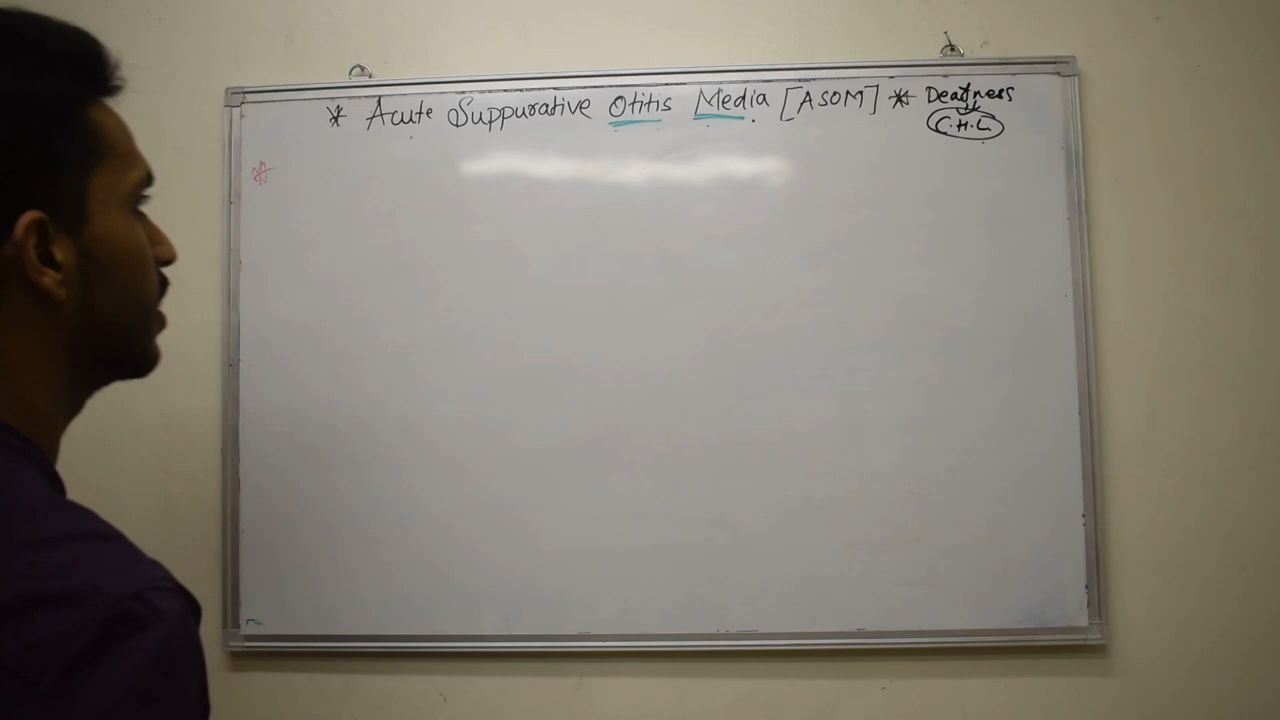 * Acute Suppurative Otitis Media [ASOM] * Deafness
C.H.L.
*